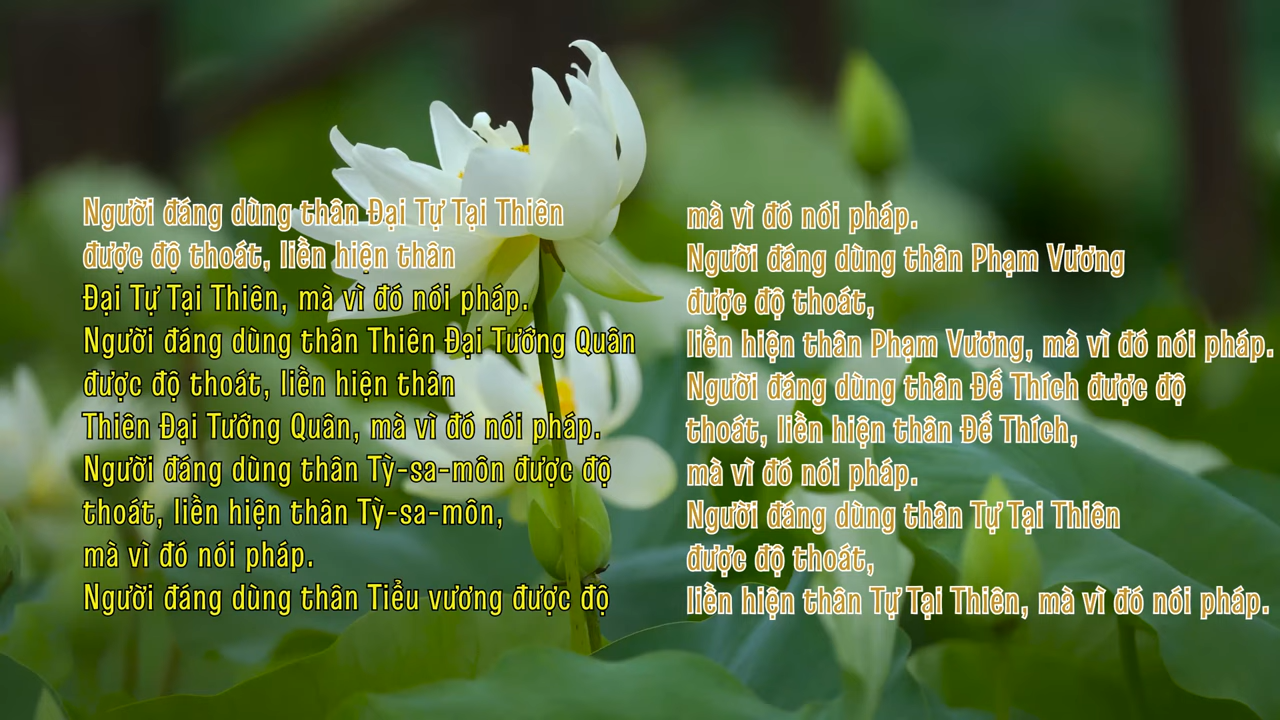 Người đáng dùng thân Đại Tự Tại Thiên
được độ thoát, liền hiện thân
Đại Tự Tại Thiên, mà vì đó nói pháp.
Người đáng dùng thân Thiên Đại Tướng Quân
được độ thoát, liền hiện thân
Thiên Đại Tướng Quân, mà vì đó nói pháp.
Người đáng dùng thân Tỳ-sa-môn được độ
thoát, liền hiện thân Tỳ-sa-môn,
mà vì đó nói pháp.
Người đáng dùng thân Tiểu vương được độ
mà vì đó nói pháp.
Người đáng dùng thân Phạm Vương
được độ thoát,
liền hiện thân Phạm Vương, mà vì đó nói pháp.
Người đáng dùng thân Đế Thích được độ
thoát, liền hiện thân Đế Thích,
mà vì đó nói pháp.
Người đáng dùng thân Tự Tại Thiên
được độ thoát,
liền hiện thân Tự Tại Thiên, mà vì đó nói pháp.